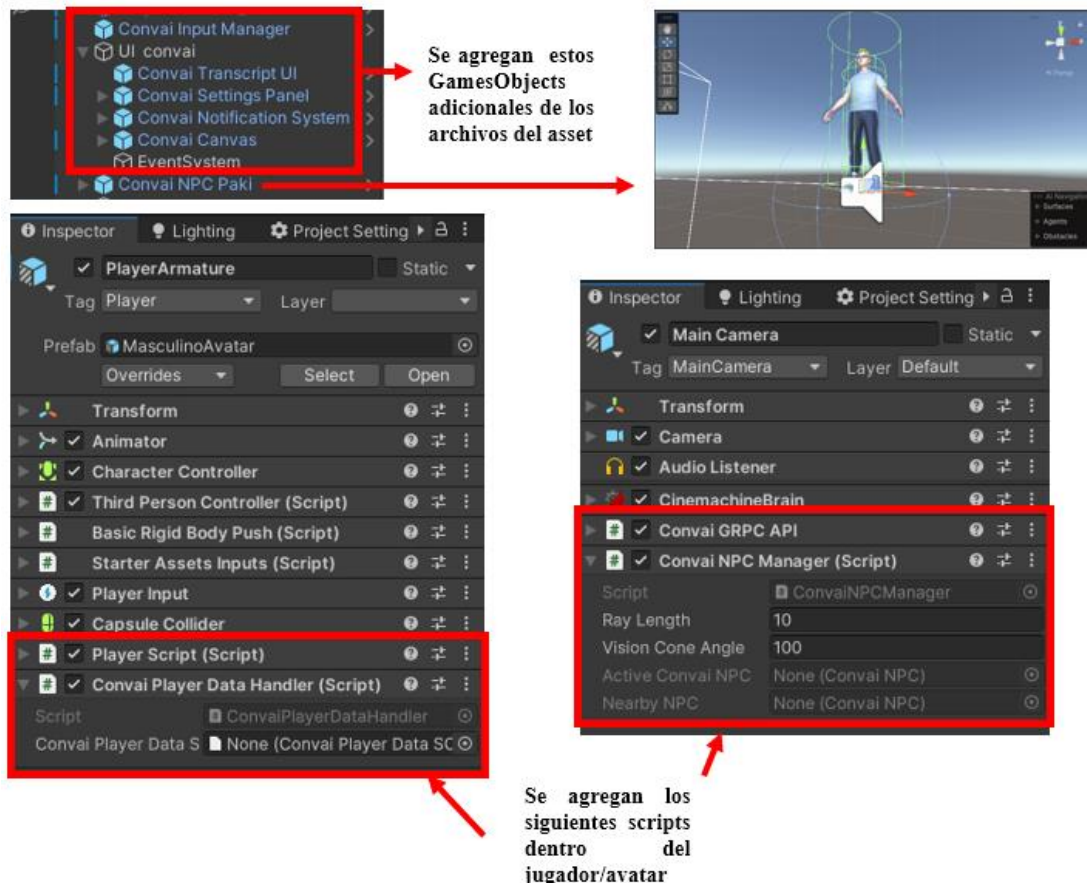 Convai Input Manager
UI convai
Convai Transcript UI
Convai Settings Panel
Convai Notification System
Convai Canvas
EventSystem
Convai NPC Paki
Se agregan estos
GamesObjects
adicionales de los
archivos del asset
Persp
AI Navigation
Surfaces
Agents
Obstacles
Inspector
Lighting
Project Setting
PlayerArmature
Static
Tag Player
Layer
Prefab MasculinoAvatar
Overrides
Select
Open
Transform
Animator
Character Controller
Third Person Controller (Script)
Basic Rigid Body Push (Script)
Starter Assets Inputs (Script)
Player Input
Capsule Collider
Player Script (Script)
Convai Player Data Handler (Script)
Script ConvaiPlayerDataHandler
Convai Player Data S None (Convai Player Data SC
Inspector
Lighting
Project Setting
Main Camera
Static
Tag MainCamera
Layer Default
Transform
Camera
Audio Listener
CinemachineBrain
Convai GRPC API
Convai NPC Manager (Script)
Script ConvaiNPCManager
Ray Length 10
Vision Cone Angle 100
Active Convai NPC None (Convai NPC)
Nearby NPC None (Convai NPC)
Se agregan los
siguientes scripts
dentro del
jugador/avatar